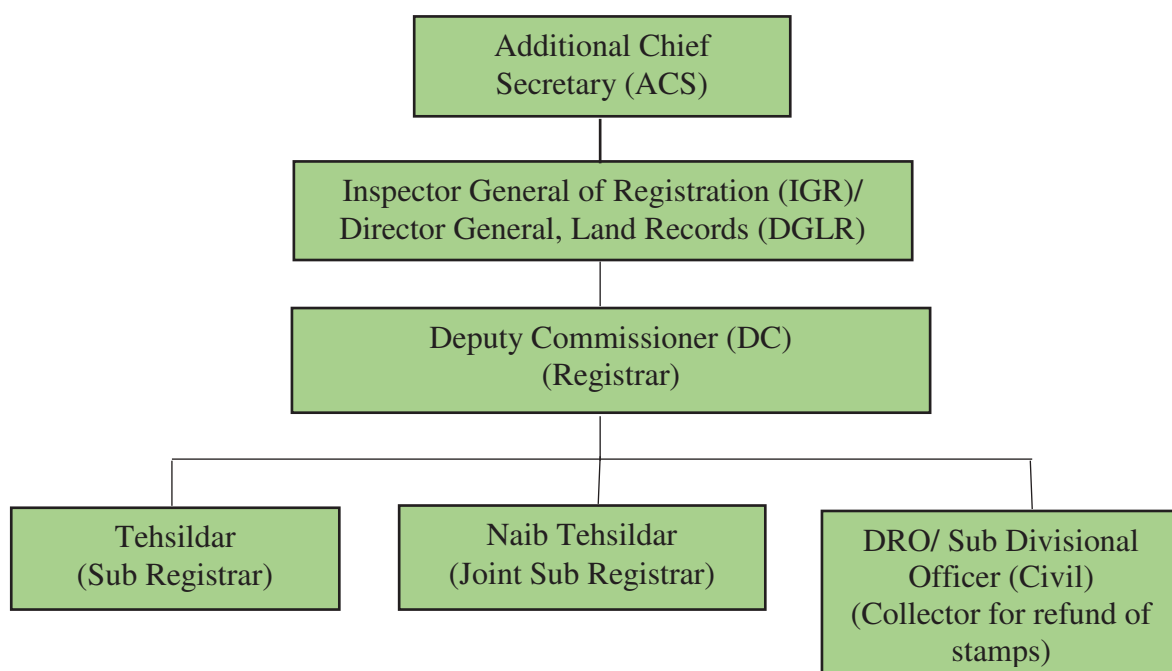 Additional Chief
Secretary (ACS)
Inspector General of Registration (IGR)/
Director General, Land Records (DGLR)
Deputy Commissioner (DC)
(Registrar)
Tehsildar
(Sub Registrar)
Naib Tehsildar
(Joint Sub Registrar)
DRO/ Sub Divisional
Officer (Civil)
(Collector for refund of
stamps)